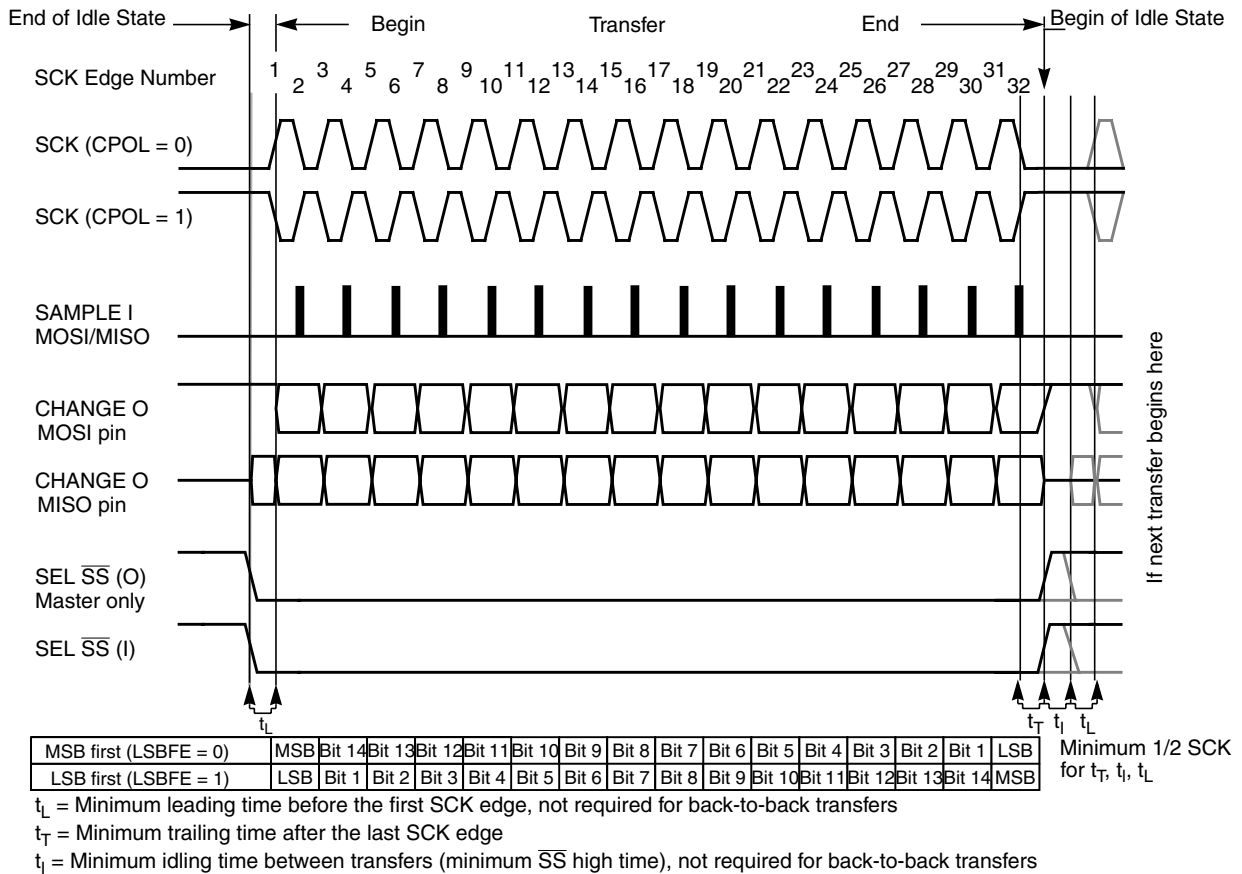 End of Idle State
Begin
Transfer
End
Begin of Idle State
SCK Edge Number
1 2 3 4 5 6 7 8 9 10 11 12 13 14 15 16 17 18 19 20 21 22 23 24 25 26 27 28 29 30 31 32
SCK (CPOL = 0)
SCK (CPOL = 1)
SAMPLE I
MOSI/MISO
CHANGE O
MOSI pin
CHANGE O
MISO pin
SEL SS (O)
Master only
SEL SS (I)
If next transfer begins here
tL
tT tI tL
MSB first (LSBFE = 0) MSB Bit 14 Bit 13 Bit 12 Bit 11 Bit 10 Bit 9 Bit 8 Bit 7 Bit 6 Bit 5 Bit 4 Bit 3 Bit 2 Bit 1 LSB
LSB first (LSBFE = 1) LSB Bit 1 Bit 2 Bit 3 Bit 4 Bit 5 Bit 6 Bit 7 Bit 8 Bit 9 Bit 10 Bit 11 Bit 12 Bit 13 Bit 14 MSB
Minimum 1/2 SCK
for tT, tI, tL
tL = Minimum leading time before the first SCK edge, not required for back-to-back transfers
tT = Minimum trailing time after the last SCK edge
tI = Minimum idling time between transfers (minimum SS high time), not required for back-to-back transfers